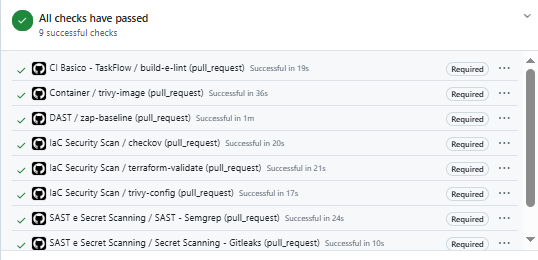 All checks have passed
9 successful checks
CI Basico - TaskFlow / build-e-lint (pull_request) Successful in 19s Required
Container / trivy-image (pull_request) Successful in 36s Required
DAST / zap-baseline (pull_request) Successful in 1m Required
IaC Security Scan / checkov (pull_request) Successful in 20s Required
IaC Security Scan / terraform-validate (pull_request) Successful in 21s Required
IaC Security Scan / trivy-config (pull_request) Successful in 17s Required
SAST e Secret Scanning / SAST - Semgrep (pull_request) Successful in 24s Required
SAST e Secret Scanning / Secret Scanning - Gitleaks (pull_request) Successful in 10s Required